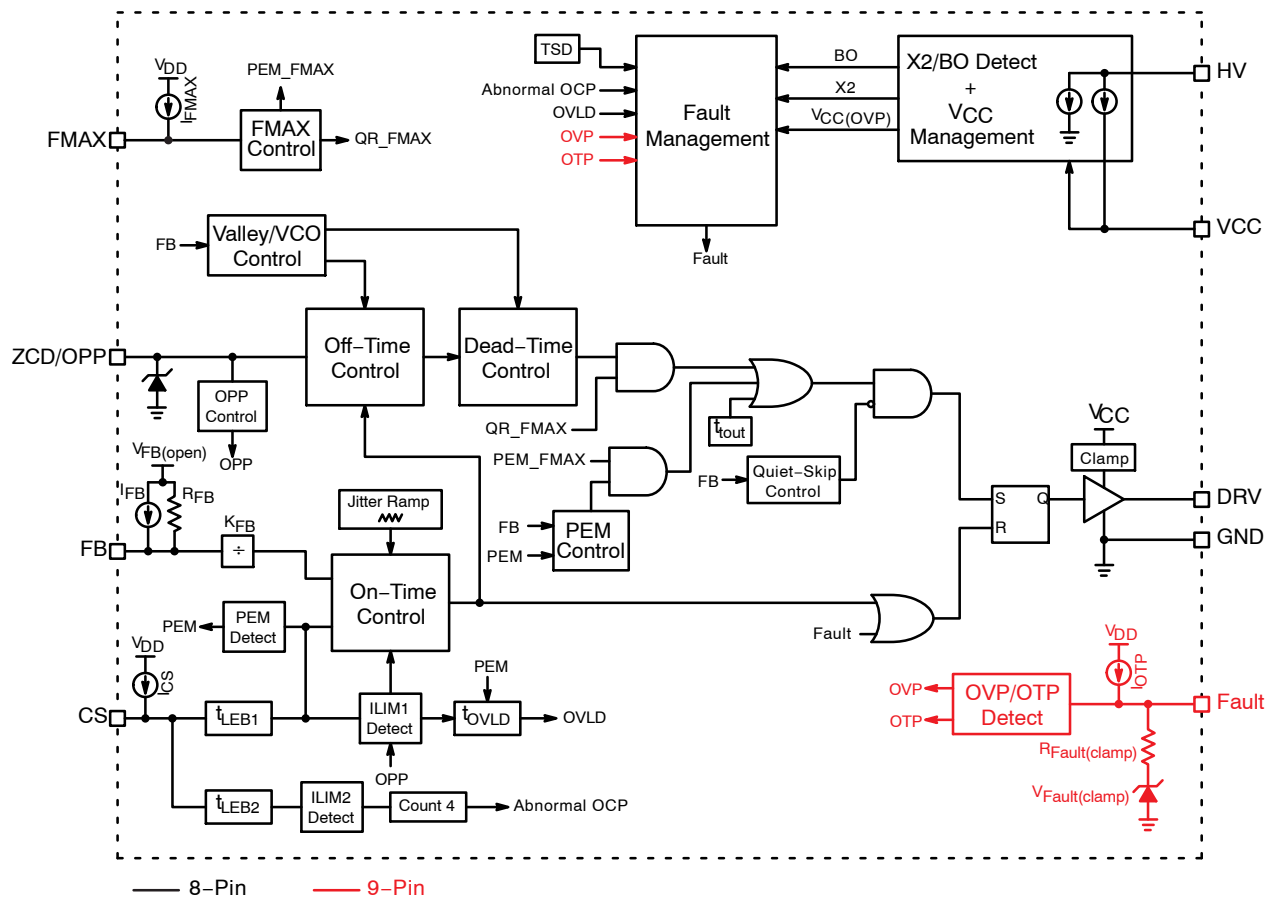 TSD
Abnormal OCP
OVLD
OVP
OTP
Fault
Management
Fault
BO
X2
VCC(OVP)
X2/BO Detect
+
VCC
Management
HV
VCC
VDD
IFMAX
PEM_FMAX
FMAX
FMAX
Control
QR_FMAX
FB
Valley/VCO
Control
ZCD/OPP
Off−Time
Control
Dead−Time
Control
OPP
Control
OPP
QR_FMAX
ttout
PEM_FMAX
FB
Quiet−Skip
Control
FB
PEM
PEM
Control
VCC
Clamp
S
Q
R
DRV
GND
VFB(open)
IFB
RFB
KFB
÷
FB
Jitter Ramp
On−Time
Control
PEM
PEM
Detect
Fault
VDD
ICS
CS
tLEB1
ILIM1
Detect
OPP
PEM
tOVLD
OVLD
tLEB2
ILIM2
Detect
Count 4
Abnormal OCP
VDD
IOTP
OVP
OTP
OVP/OTP
Detect
Fault
RFault(clamp)
VFault(clamp)
8−Pin
9−Pin